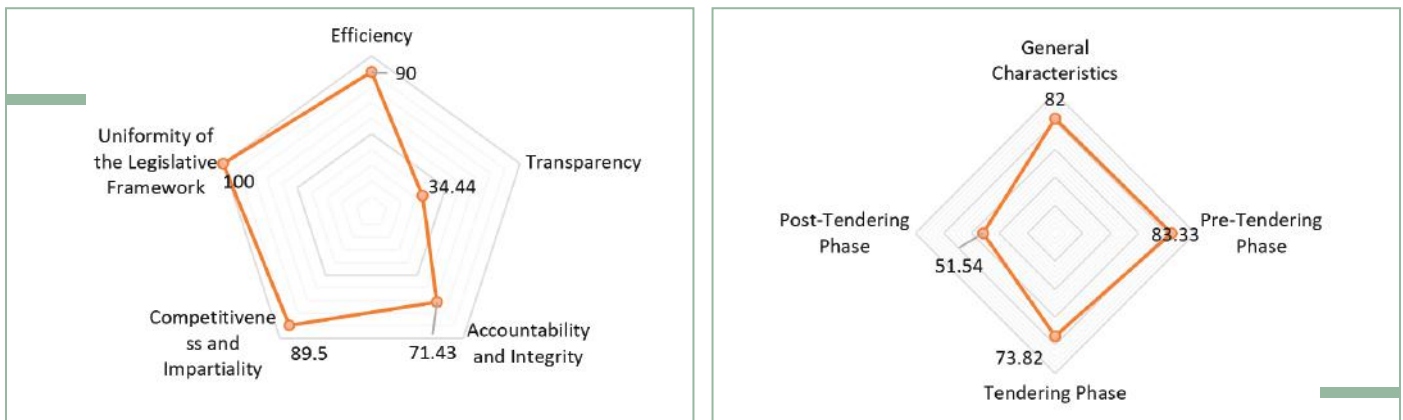 Efficiency
90
Uniformity of
the Legislative
Framework
100
Transparency
34.44
Competitivene
ss and
Impartiality
89.5
71.43
Accountability
and Integrity
General
Characteristics
82
Post-Tendering
Phase
51.54
83.33
Pre-Tendering
Phase
73.82
Tendering Phase